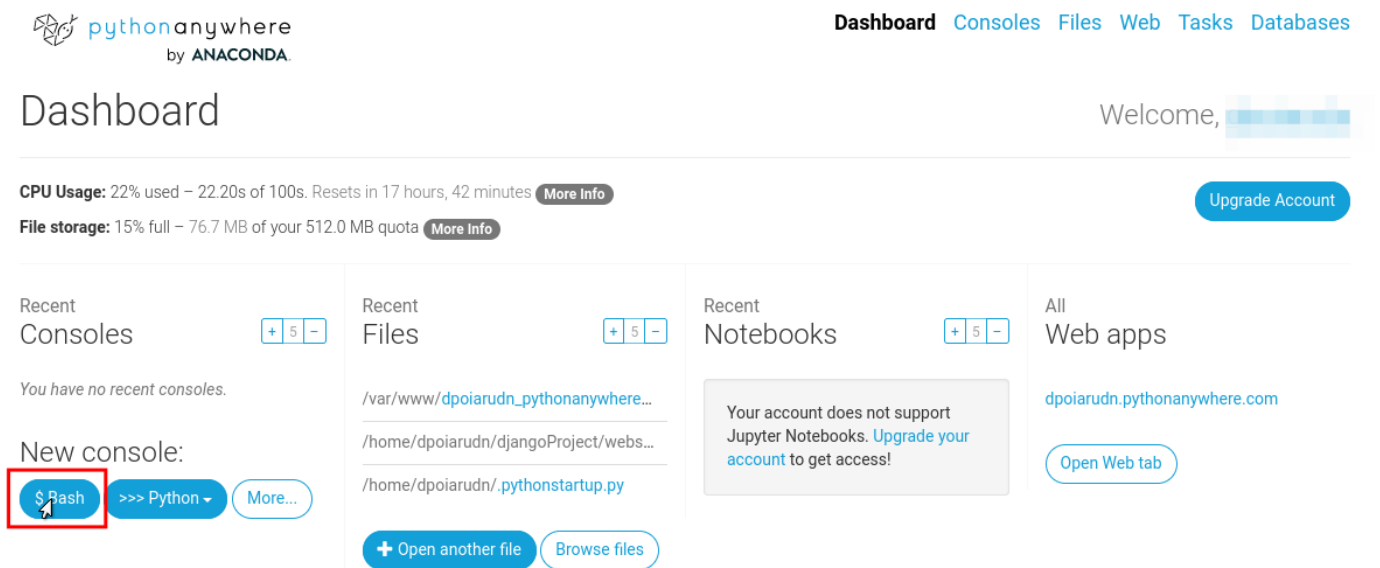 pythonanywhere
by ANACONDA.
Dashboard Consoles Files Web Tasks Databases
Dashboard
Welcome,
CPU Usage: 22% used – 22.20s of 100s. Resets in 17 hours, 42 minutes More Info
File storage: 15% full – 76.7 MB of your 512.0 MB quota More Info
Upgrade Account
Recent
Consoles
+ 5 −
You have no recent consoles.
New console:
$ Bash
>>> Python
More...
Recent
Files
+ 5 −
/var/www/dpoiarudn_pythonanywhere...
/home/dpoiarudn/djangoProject/webs...
/home/dpoiarudn/.pythonstartup.py
+ Open another file
Browse files
Recent
Notebooks
+ 5 −
Your account does not support
Jupyter Notebooks. Upgrade your
account to get access!
All
Web apps
dpoiarudn.pythonanywhere.com
Open Web tab